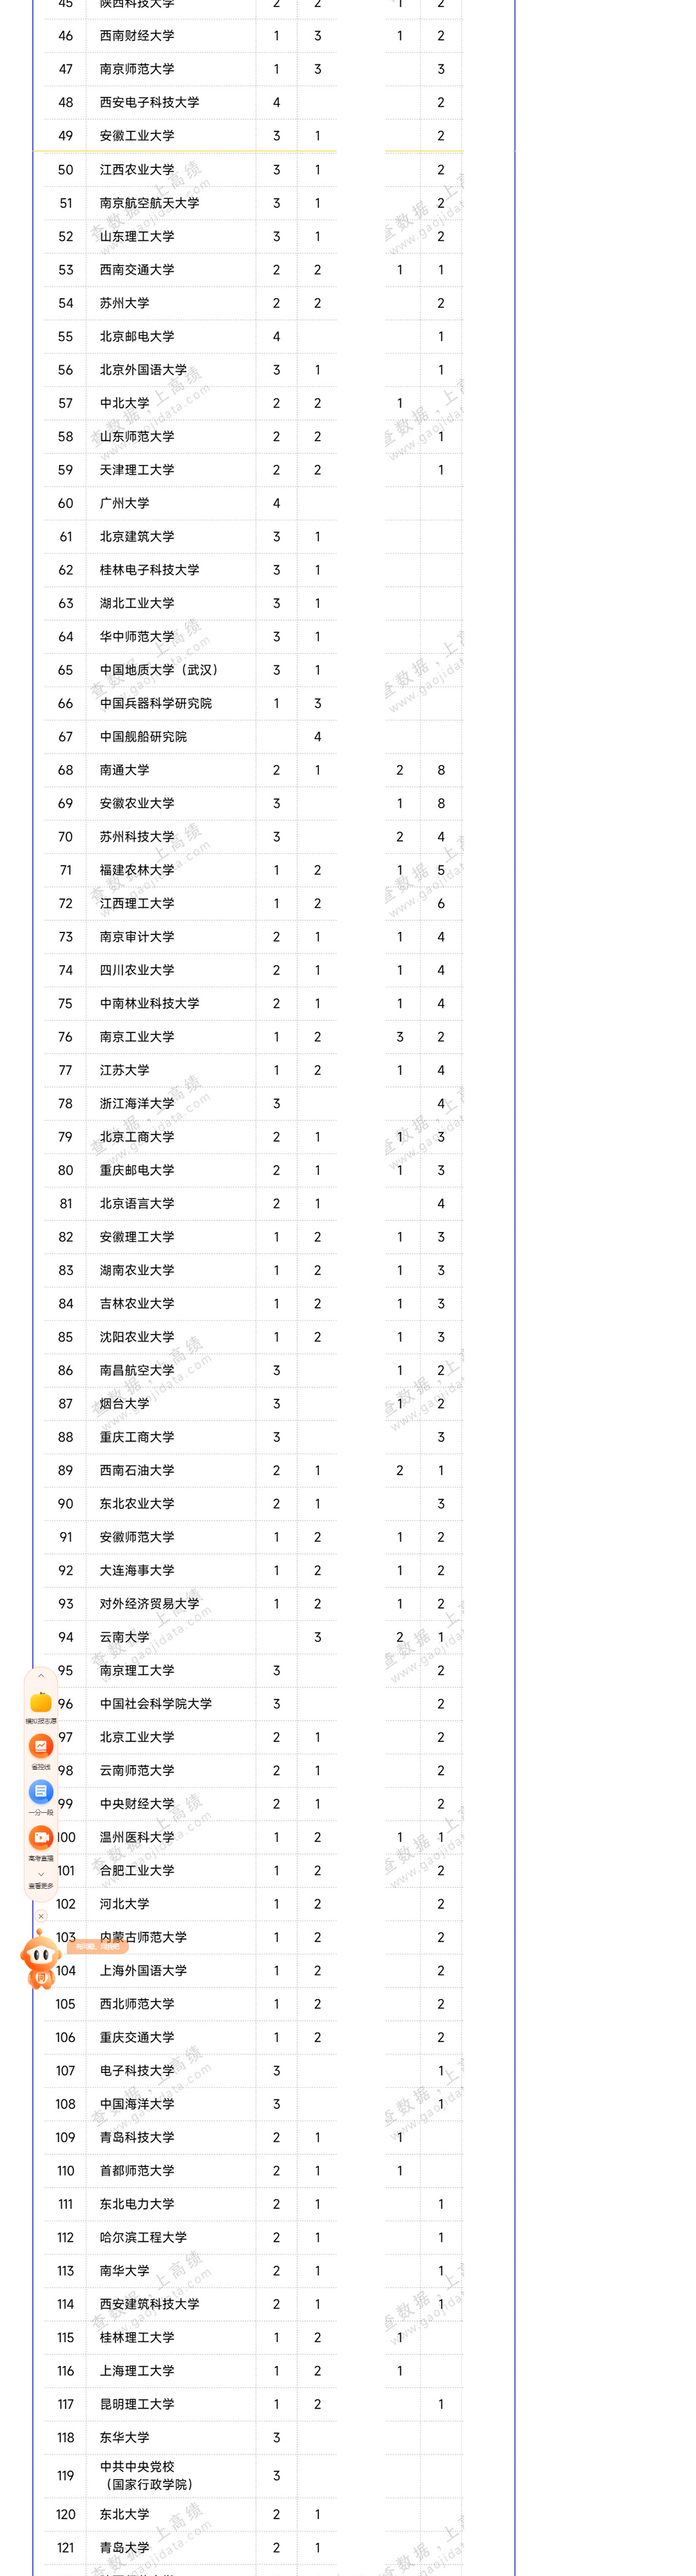 45 陕西科技大学 2 2 1 2
46 西南财经大学 1 3 1 2
47 南京师范大学 1 3 3
48 西安电子科技大学 4 2
49 安徽工业大学 3 1 2
50 江西农业大学 3 1 2
51 南京航空航天大学 3 1 2
52 山东理工大学 3 1 2
53 西南交通大学 2 2 1 1
54 苏州大学 2 2 2
55 北京邮电大学 4 1
56 北京外国语大学 3 1 1
57 中北大学 2 2 1
58 山东师范大学 2 2 1
59 天津理工大学 2 2 1
60 广州大学 4
61 北京建筑大学 3 1
62 桂林电子科技大学 3 1
63 湖北工业大学 3 1
64 华中师范大学 3 1
65 中国地质大学（武汉） 3 1
66 中国兵器科学研究院 1 3
67 中国舰船研究院 4
68 南通大学 2 1 2 8
69 安徽农业大学 3 1 8
70 苏州科技大学 3 2 4
71 福建农林大学 1 2 1 5
72 江西理工大学 1 2 6
73 南京审计大学 2 1 1 4
74 四川农业大学 2 1 1 4
75 中南林业科技大学 2 1 1 4
76 南京工业大学 1 2 3 2
77 江苏大学 1 2 1 4
78 浙江海洋大学 3 4
79 北京工商大学 2 1 1 3
80 重庆邮电大学 2 1 1 3
81 北京语言大学 2 1 4
82 安徽理工大学 1 2 1 3
83 湖南农业大学 1 2 1 3
84 吉林农业大学 1 2 1 3
85 沈阳农业大学 1 2 1 3
86 南昌航空大学 3 1 2
87 烟台大学 3 1 2
88 重庆工商大学 3 3
89 西南石油大学 2 1 2 1
90 东北农业大学 2 1 3
91 安徽师范大学 1 2 1 2
92 大连海事大学 1 2 1 2
93 对外经济贸易大学 1 2 1 2
94 云南大学 3 2 1
95 南京理工大学 3 2
96 中国社会科学院大学 3 2
模拟报志愿
97 北京工业大学 2 1 2
省控线
98 云南师范大学 2 1 2
99 中央财经大学 2 1 2
一分一段
100 温州医科大学 1 2 1 1
高考直播
101 合肥工业大学 1 2 2
查看更多
102 河北大学 1 2 2
103 内蒙古师范大学 1 2 2
有问题，问我吧
104 上海外国语大学 1 2 2
问
105 西北师范大学 1 2 2
106 重庆交通大学 1 2 2
107 电子科技大学 3 1
108 中国海洋大学 3 1
109 青岛科技大学 2 1 1
110 首都师范大学 2 1 1
111 东北电力大学 2 1 1
112 哈尔滨工程大学 2 1 1
113 南华大学 2 1 1
114 西安建筑科技大学 2 1 1
115 桂林理工大学 1 2 1
116 上海理工大学 1 2 1
117 昆明理工大学 1 2 1
118 东华大学 3
119 中共中央党校
（国家行政学院） 3
120 东北大学 2 1
121 青岛大学 2 1
查数据，上高绩
www.gaojidata.com